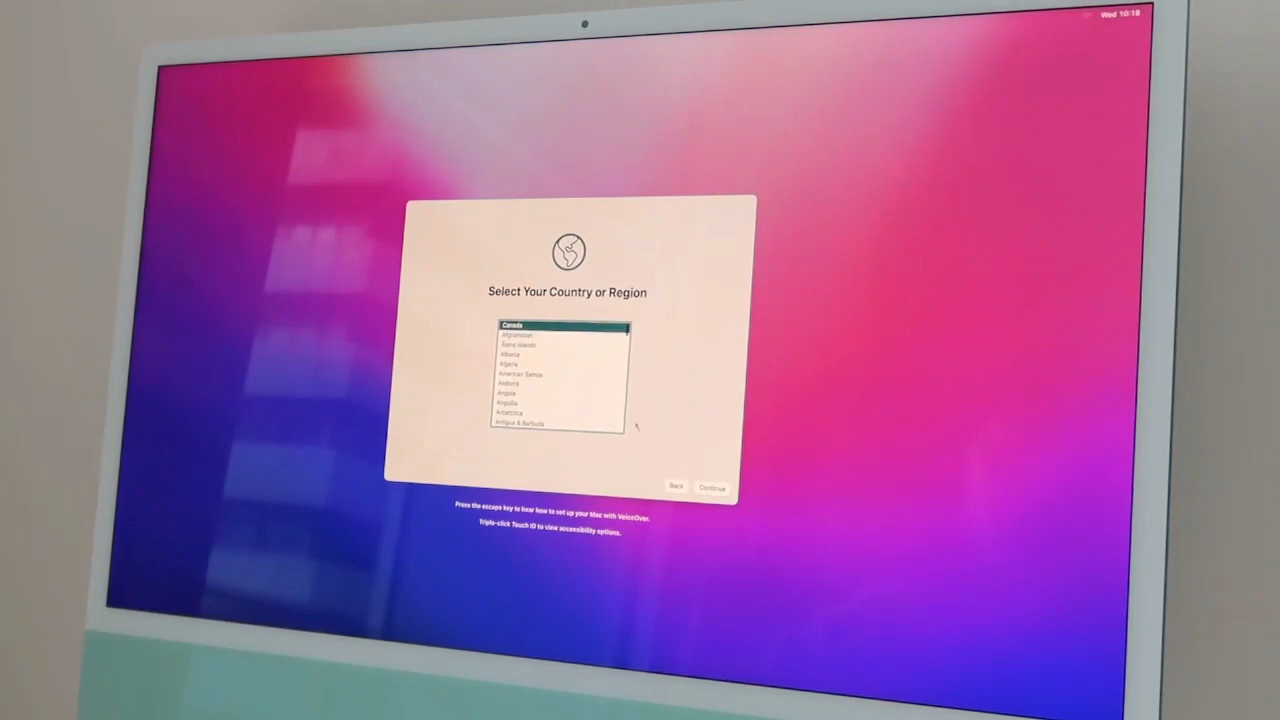 Wed 10:18
Select Your Country or Region
Canada
Afghanistan
Åland Islands
Albania
Algeria
American Samoa
Andorra
Angola
Anguilla
Antarctica
Antigua & Barbuda
Back
Continue
Press the escape key to hear how to set up your Mac with VoiceOver.
Triple-click Touch ID to view accessibility options.